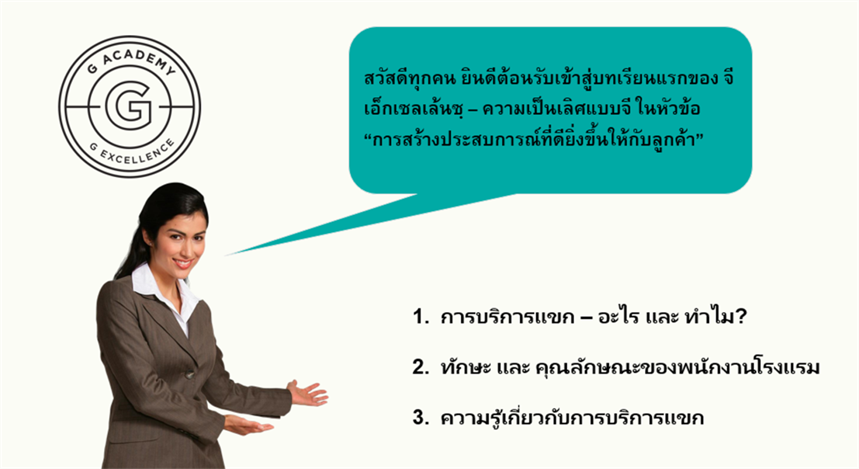 G ACADEMY
G
G EXCELLENCE
สวัสดีทุกคน ยินดีต้อนรับเข้าสู่บทเรียนแรกของ จี
เอ็กเซลเล้นซฺ – ความเป็นเลิศแบบจี ในหัวข้อ
“การสร้างประสบการณ์ที่ดียิ่งขึ้นให้กับลูกค้า”
1. การบริการแขก – อะไร และ ทำไม?
2. ทักษะ และ คุณลักษณะของพนักงานโรงแรม
3. ความรู้เกี่ยวกับการบริการแขก